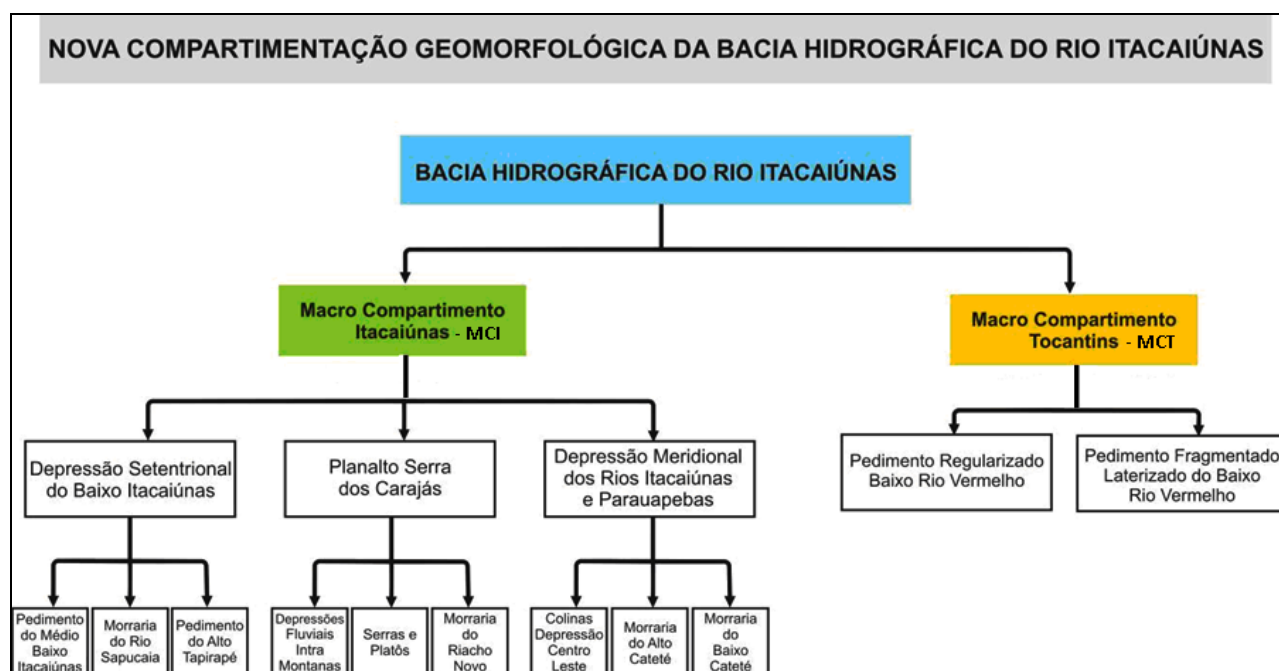 NOVA COMPARTIMENTAÇÃO GEOMORFOLÓGICA DA BACIA HIDROGRÁFICA DO RIO ITACAIÚNAS
BACIA HIDROGRÁFICA DO RIO ITACAIÚNAS
Macro Compartimento
Itacaiúnas - MCI
Macro Compartimento
Tocantins - MCT
Depressão Setentrional
do Baixo Itacaiúnas
Planalto Serra
dos Carajás
Depressão Meridional
dos Rios Itacaiúnas
e Parauapebas
Pedimento Regularizado
Baixo Rio Vermelho
Pedimento Fragmentado
Laterizado do Baixo
Rio Vermelho
Pedimento
do Médio
Baixo
Itacaiúnas
Morraria
do Rio
Sapucaia
Pedimento
do Alto
Tapirapé
Depressões
Fluviais
Intra
Montanas
Serras e
Platôs
Morraria
do
Riacho
Novo
Colinas
Depressão
Centro
Leste
Morraria
do Alto
Cateté
Morraria
do
Baixo
Cateté